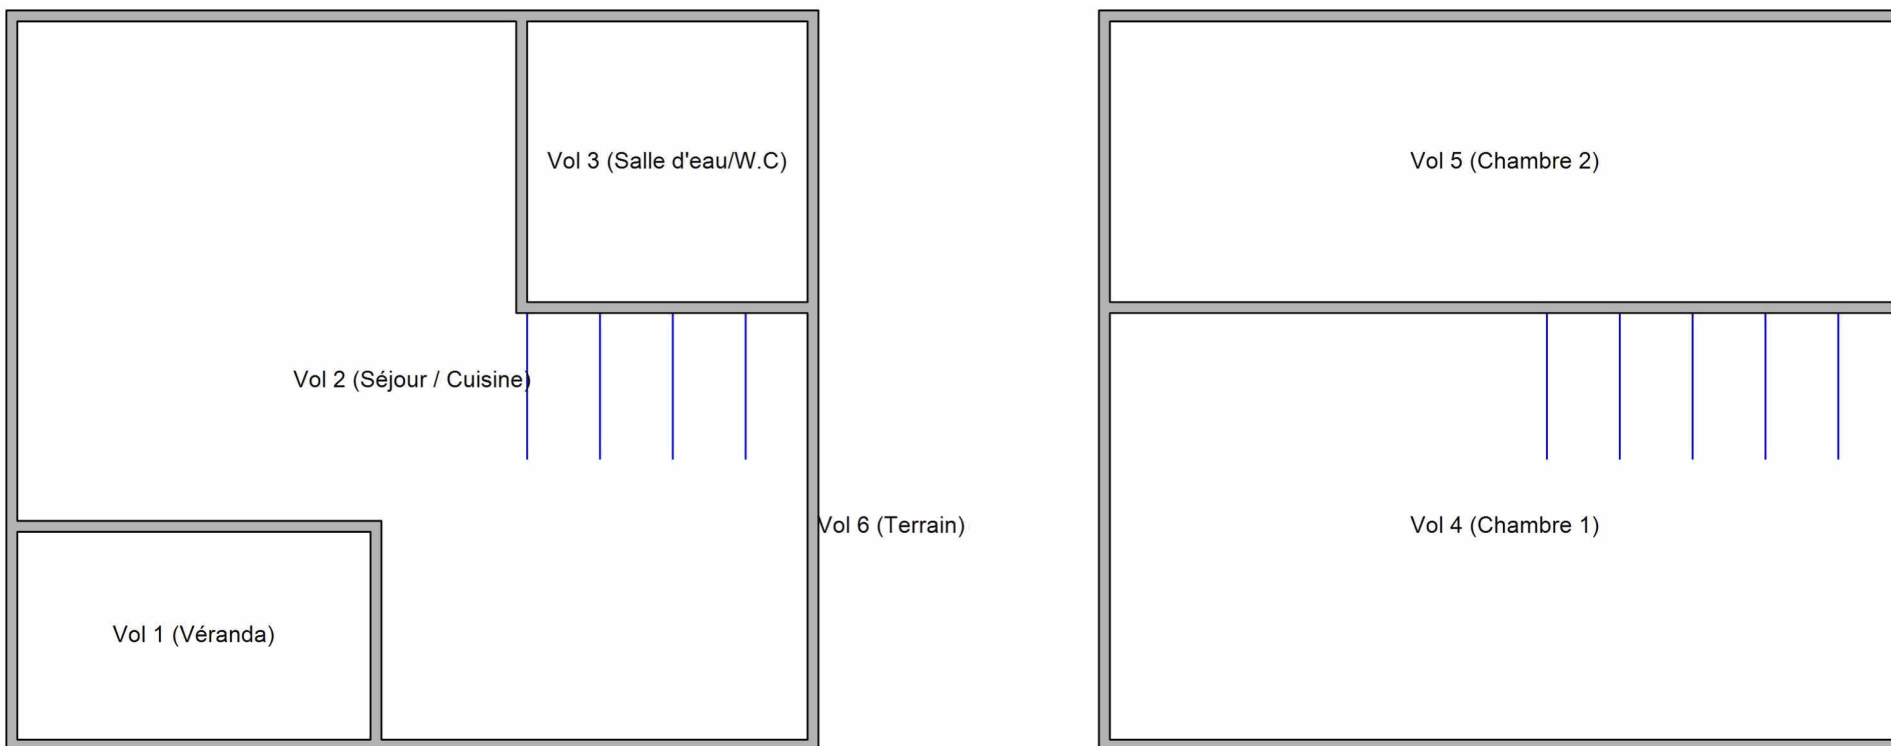 Vol 3 (Salle d'eau/W.C)
Vol 2 (Séjour / Cuisine)
Vol 6 (Terrain)
Vol 1 (Véranda)
Vol 5 (Chambre 2)
Vol 4 (Chambre 1)